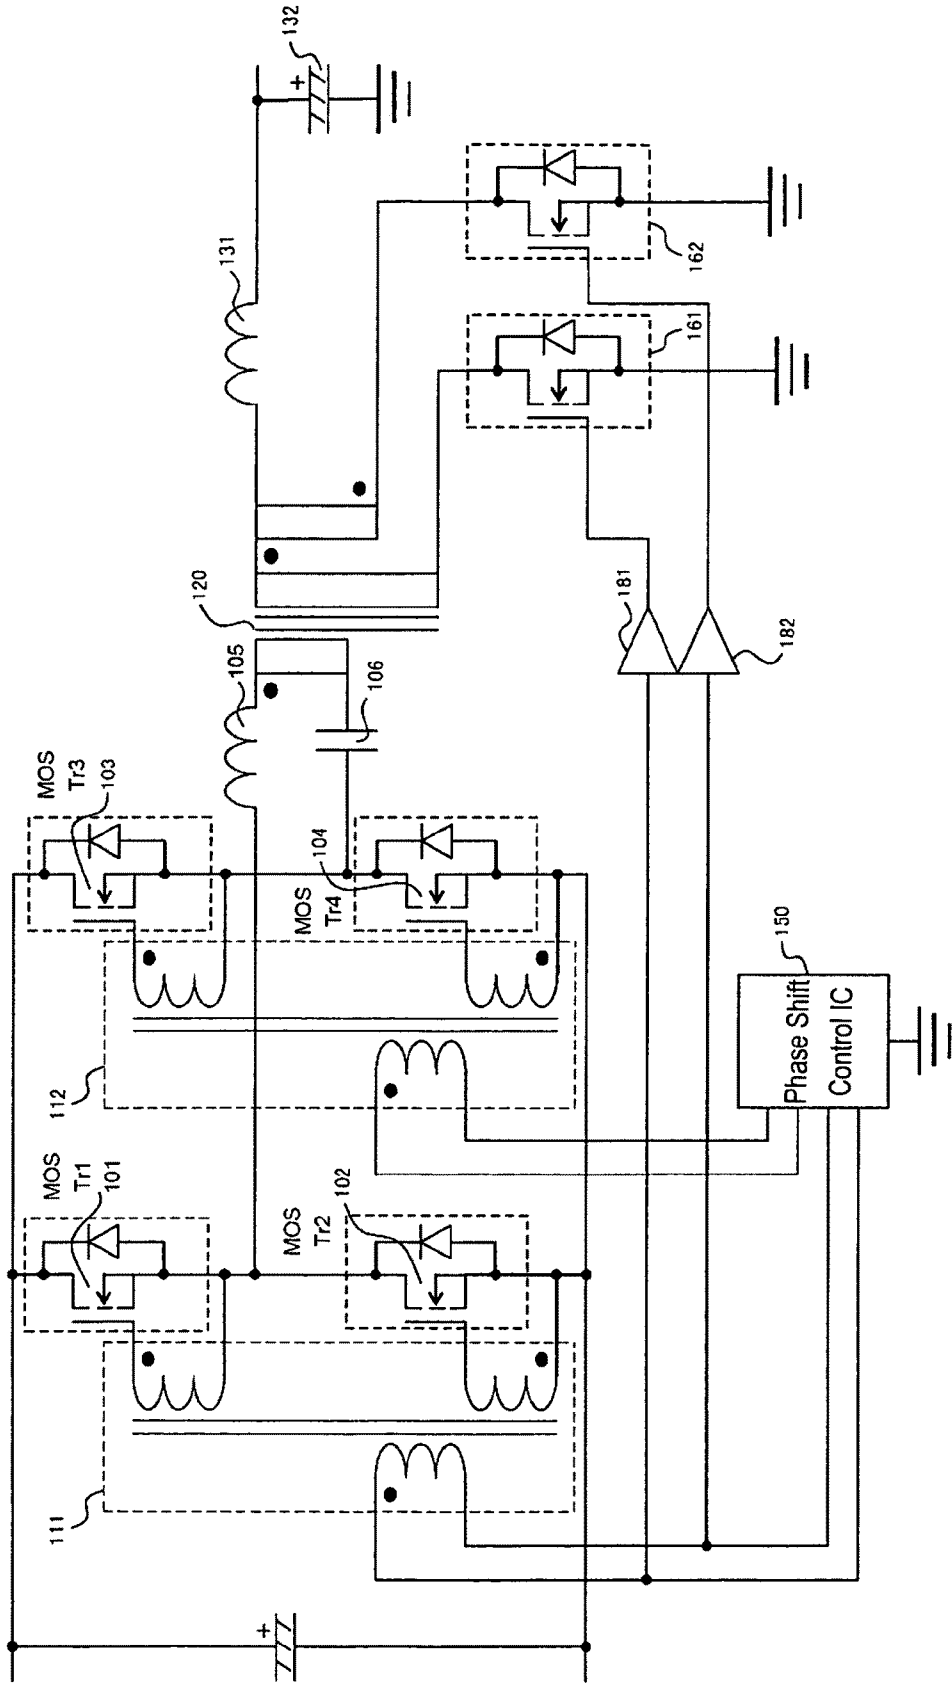 MOS
Tr1
101
MOS
Tr3
103
105
120
131
+
132
111
112
MOS
Tr2
102
MOS
Tr4
104
106
161
162
+
181
182
150
Phase Shift
Control IC